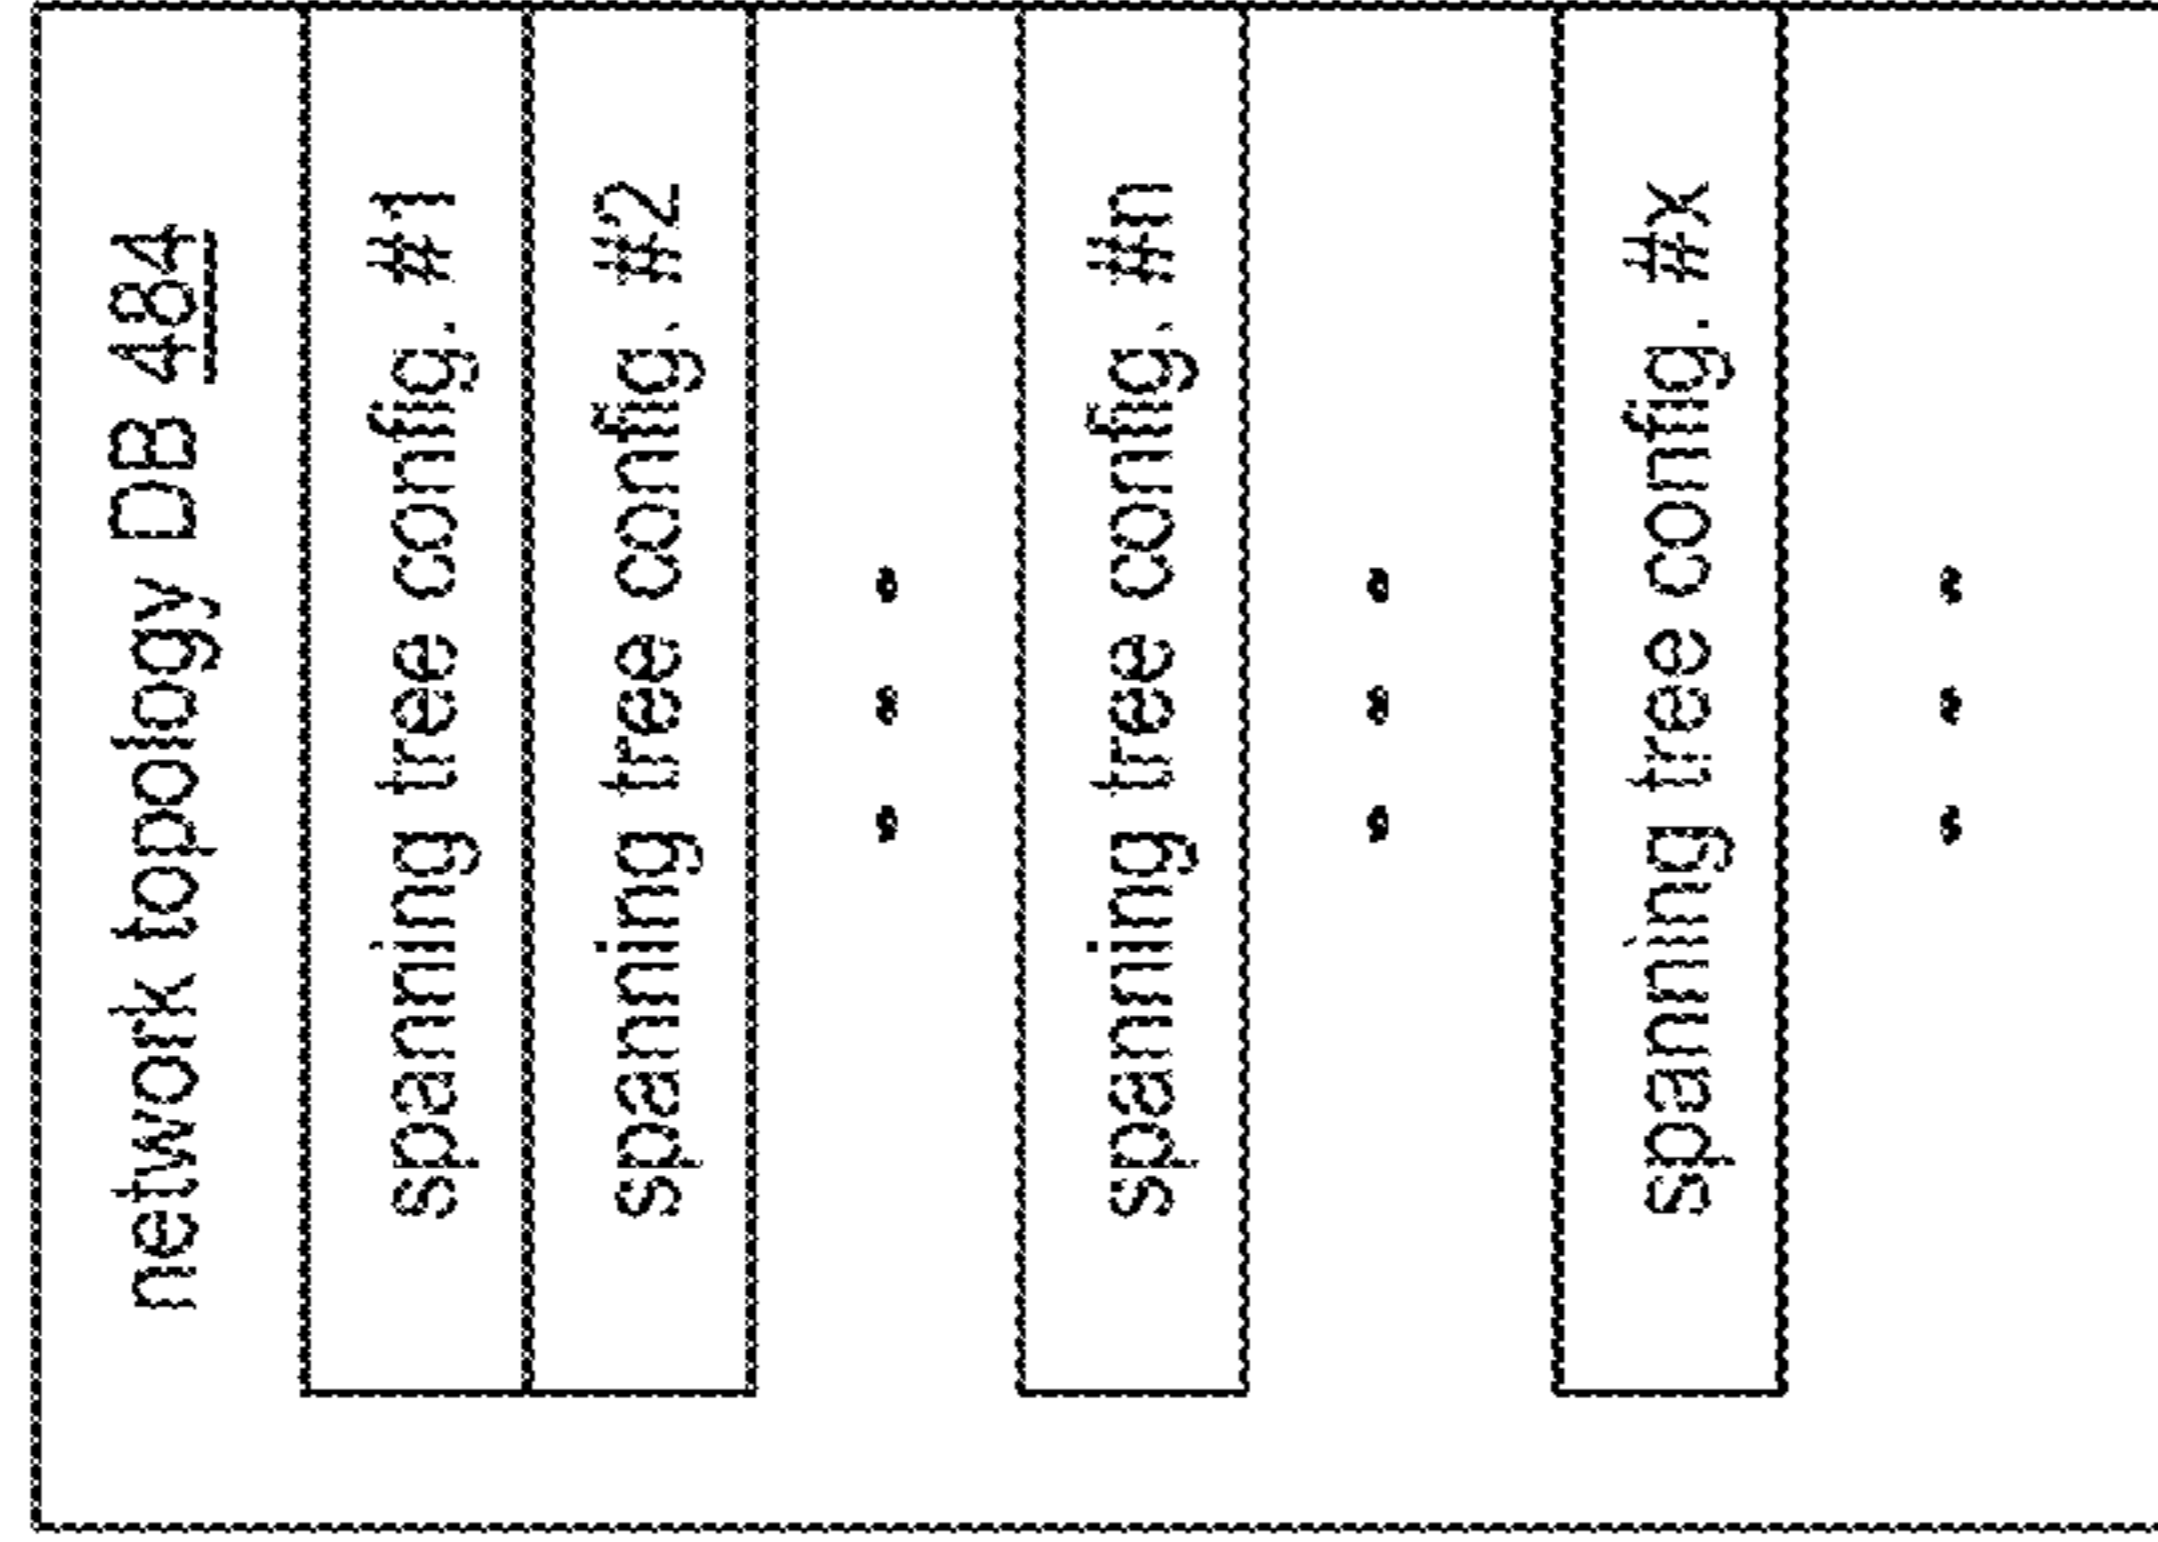 network topology DB 484
spanning tree config. #1
spanning tree config. #2
spanning tree config. #n
spanning tree config. #x